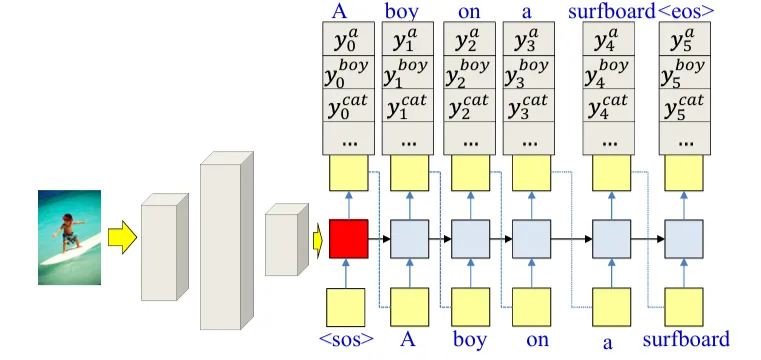 A boy on a surfboard <eos>
y_0^a y_1^a y_2^a y_3^a y_4^a y_5^a
y_0^boy y_1^boy y_2^boy y_3^boy y_4^boy y_5^boy
y_0^cat y_1^cat y_2^cat y_3^cat y_4^cat y_5^cat
... ... ... ... ... ...
<sos> A boy on a surfboard